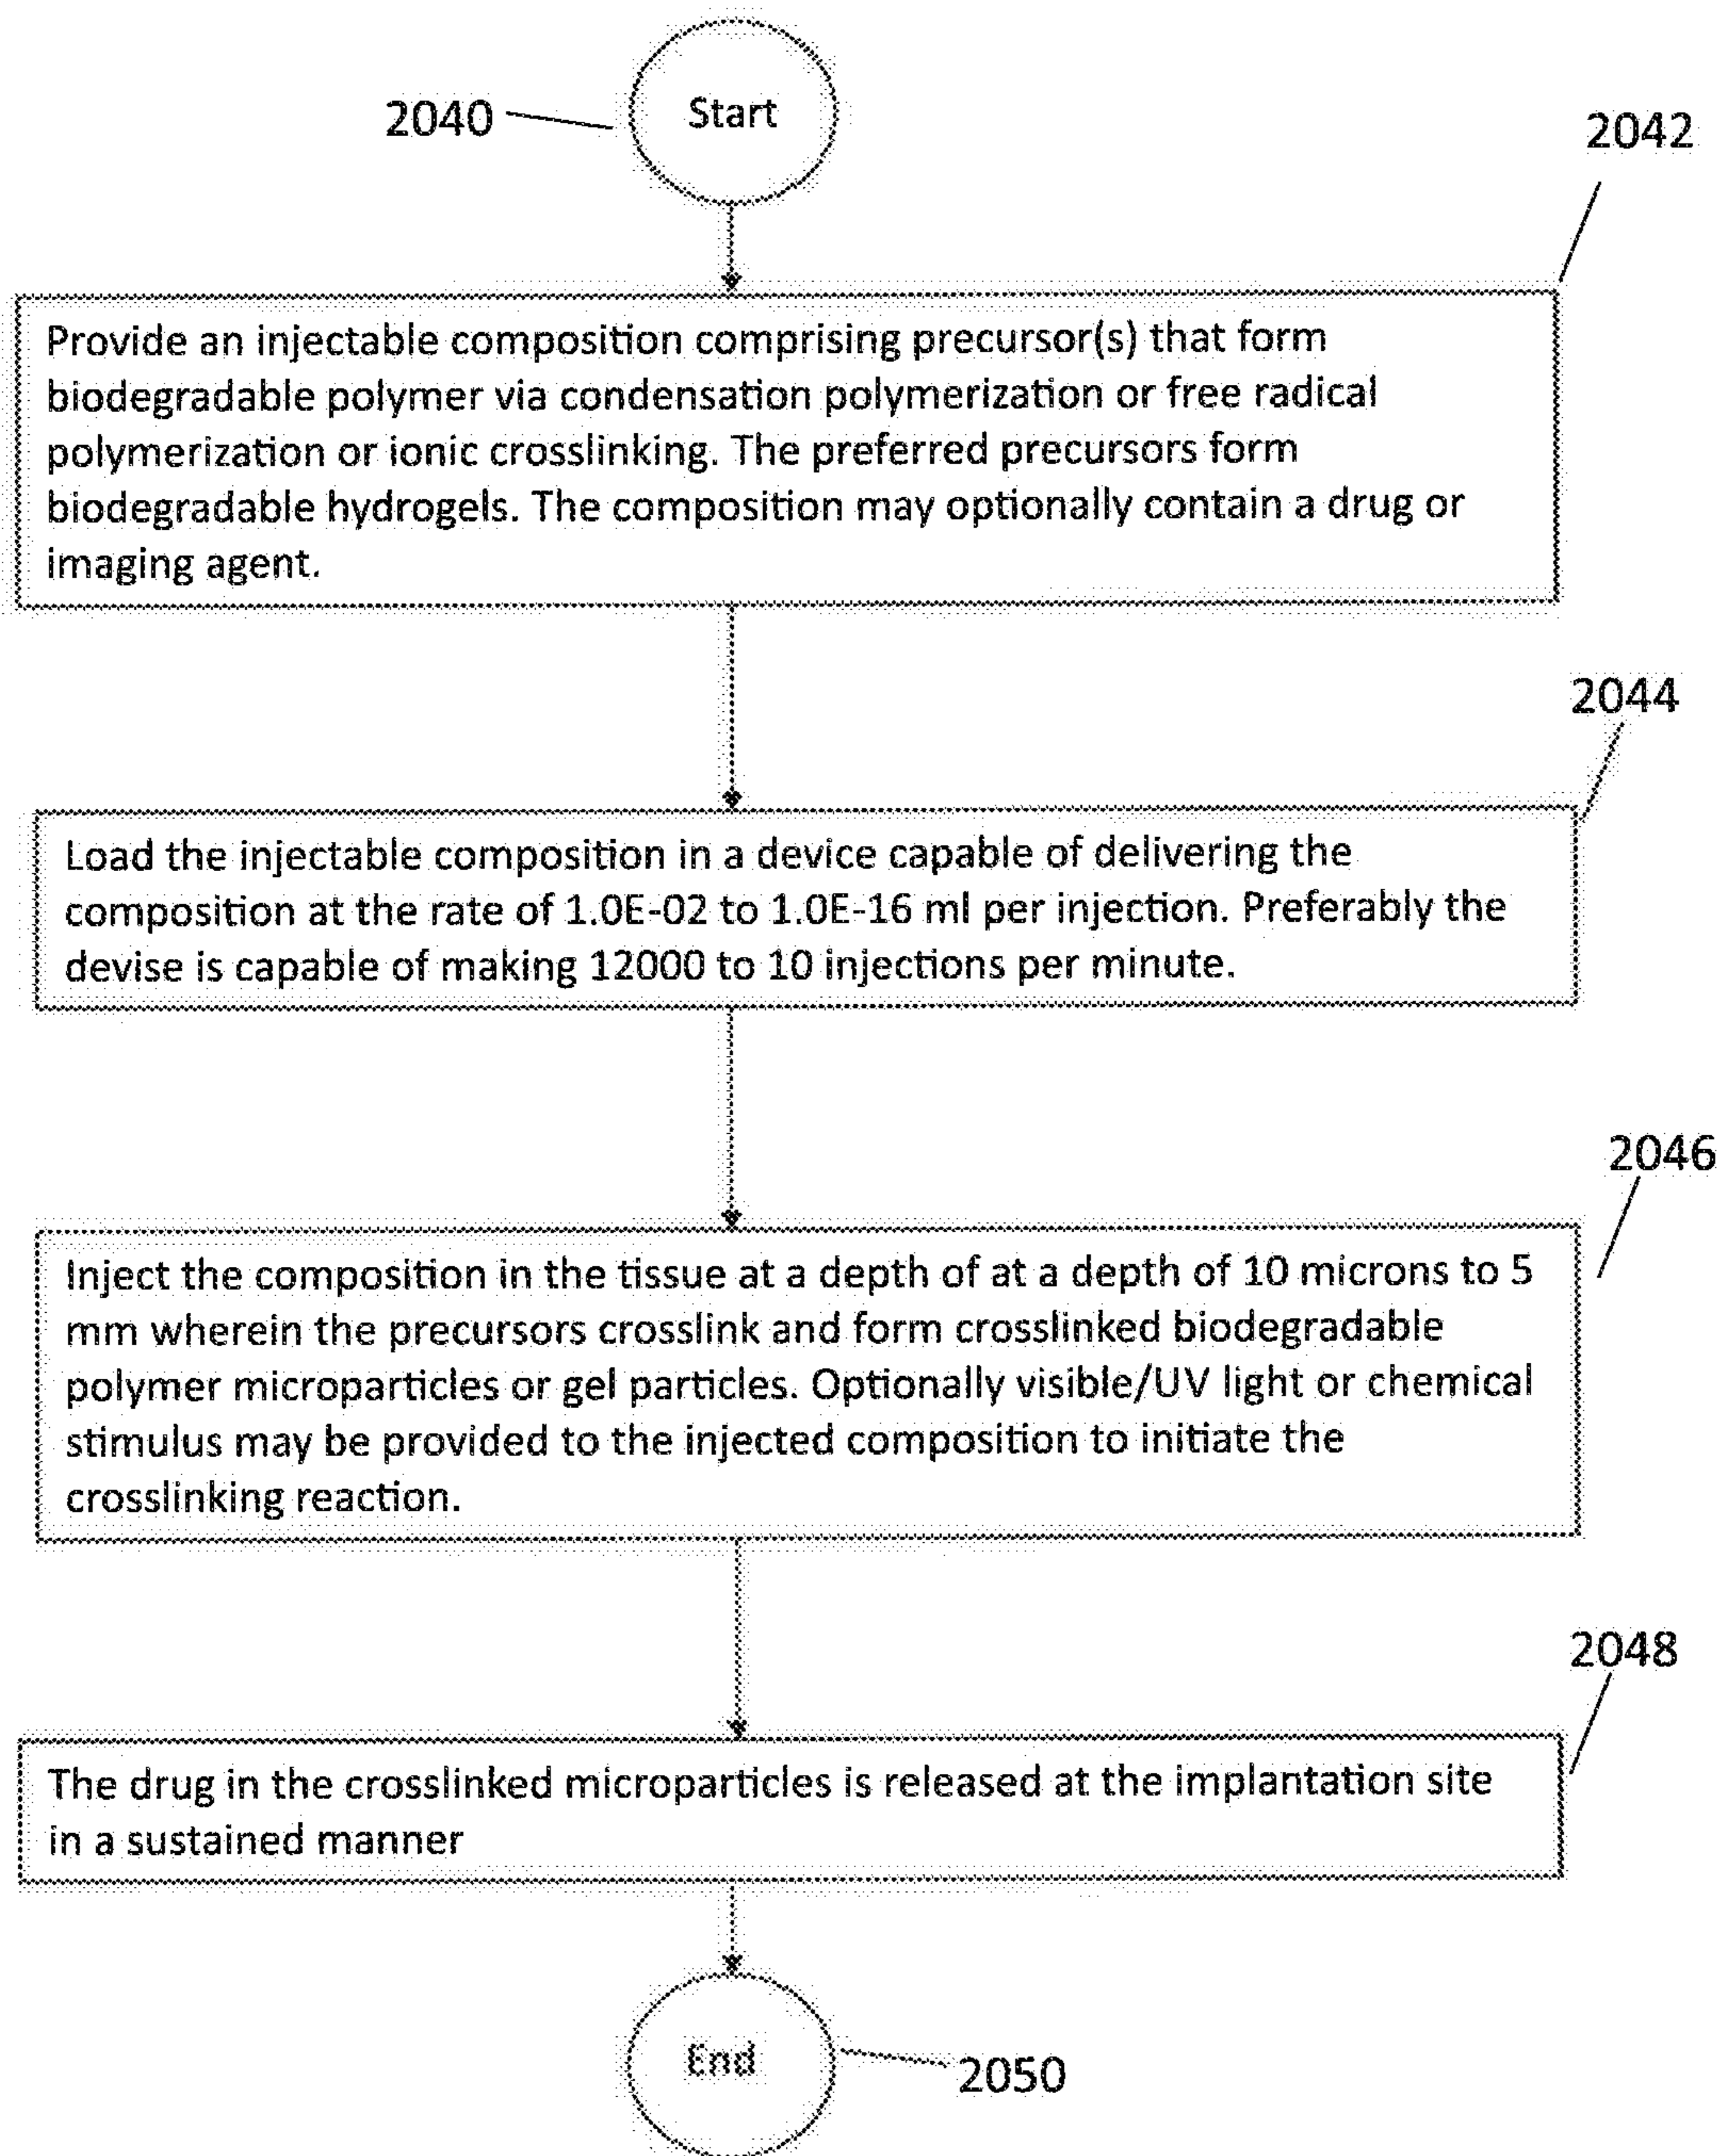 Start
2040
2042
Provide an injectable composition comprising precursor(s) that form
biodegradable polymer via condensation polymerization or free radical
polymerization or ionic crosslinking. The preferred precursors form
biodegradable hydrogels. The composition may optionally contain a drug or
imaging agent.
2044
Load the injectable composition in a device capable of delivering the
composition at the rate of 1.0E-02 to 1.0E-16 ml per injection. Preferably the
devise is capable of making 12000 to 10 injections per minute.
2046
Inject the composition in the tissue at a depth of at a depth of 10 microns to 5
mm wherein the precursors crosslink and form crosslinked biodegradable
polymer microparticles or gel particles. Optionally visible/UV light or chemical
stimulus may be provided to the injected composition to initiate the
crosslinking reaction.
2048
The drug in the crosslinked microparticles is released at the implantation site
in a sustained manner
End
2050